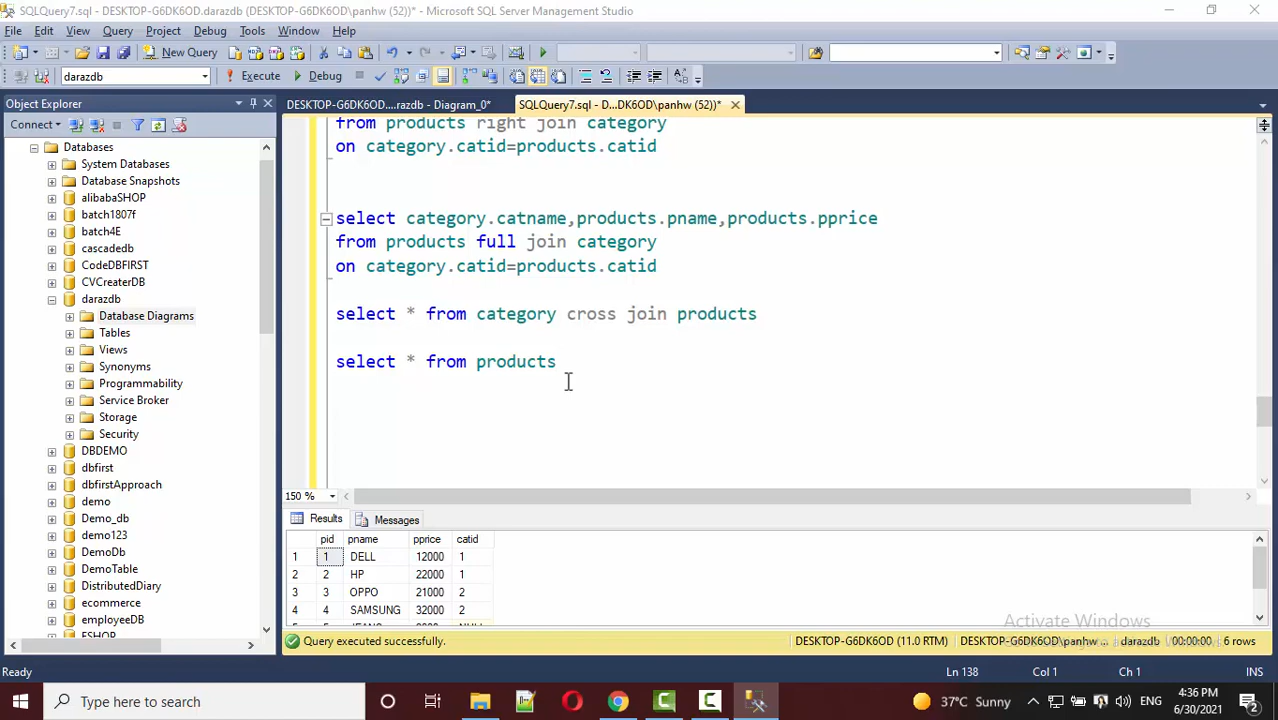 SQLQuery7.sql - DESKTOP-G6DK6OD.darazdb (DESKTOP-G6DK6OD\panhw (52))* - Microsoft SQL Server Management Studio
File Edit View Query Project Debug Tools Window Help
New Query
darazdb Execute Debug
Object Explorer
DESKTOP-G6DK6OD....razdb - Diagram_0*
SQLQuery7.sql - D...DK6OD\panhw (52))*
Connect
Databases
System Databases
Database Snapshots
alibabaSHOP
batch1807f
batch4E
cascadedb
CodeDBFIRST
CVCreaterDB
darazdb
Database Diagrams
Tables
Views
Synonyms
Programmability
Service Broker
Storage
Security
DBDEMO
dbfirst
dbfirstApproach
demo
Demo_db
demo123
DemoDb
DemoTable
DistributedDiary
ecommerce
employeeDB
ESHOP
from products right join category
on category.catid=products.catid
select category.catname,products.pname,products.pprice
from products full join category
on category.catid=products.catid
select * from category cross join products
select * from products
150 %
Results Messages
pid pname pprice catid
1 1 DELL 12000 1
2 2 HP 22000 1
3 3 OPPO 21000 2
4 4 SAMSUNG 32000 2
Activate Windows
Query executed successfully. DESKTOP-G6DK6OD (11.0 RTM) DESKTOP-G6DK6OD\panhw... darazdb 00:00:00 6 rows
Ready Ln 138 Col 1 Ch 1 INS
Type here to search
37°C Sunny
ENG
4:36 PM
6/30/2021
2